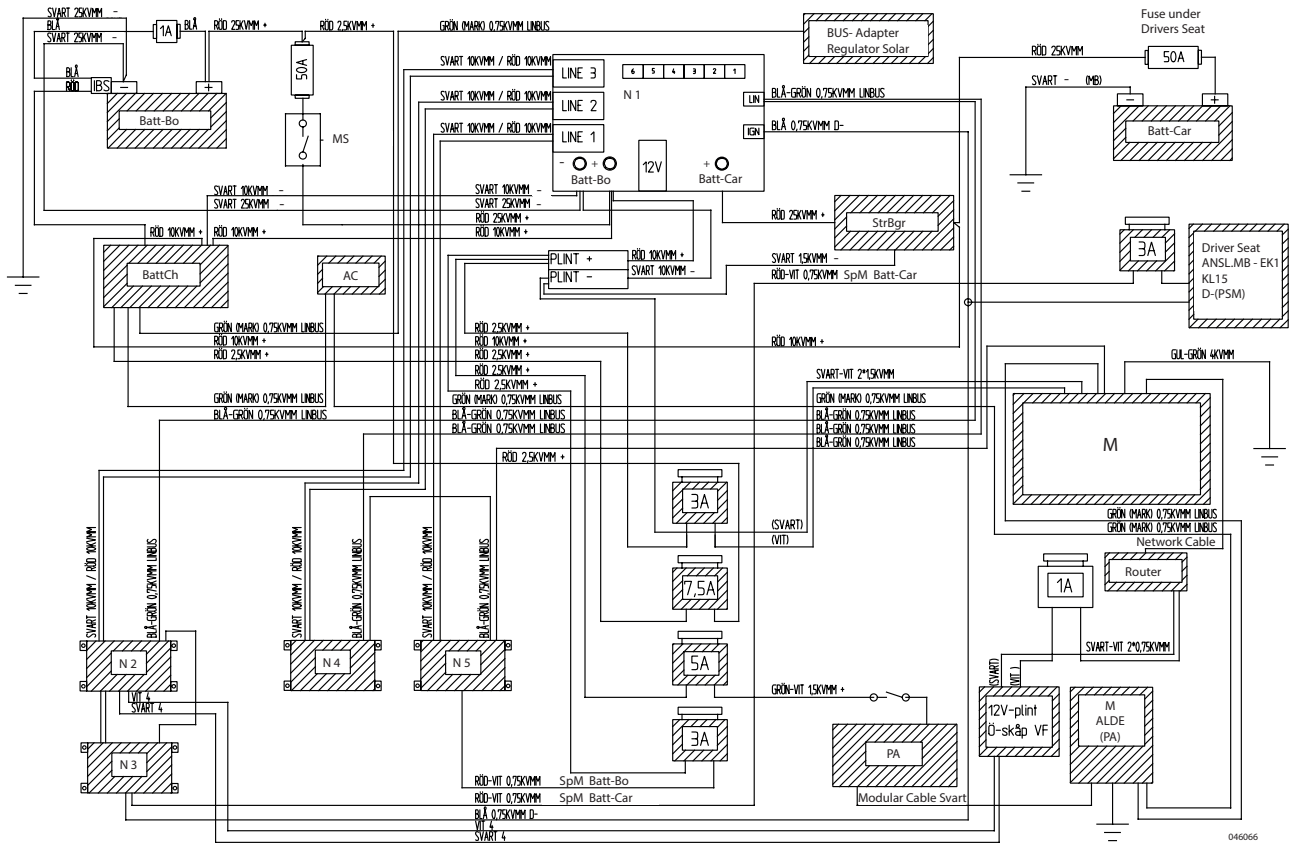 SVART 25KVMM -
BLÅ
SVART 25KVMM -
1A
BLÅ
RÖD 25KVMM +
RÖD 2,5KVMM +
GRÖN (MARK) 0,75KVMM LINBUS
BUS- Adapter
Regulator Solar
Fuse under
Drivers Seat
RÖD 25KVMM
50A
SVART - (MB)
- +
Batt-Car
BLÅ
RÖD
IBS
- +
Batt-Bo
50A
MS
SVART 10KVMM / RÖD 10KVMM
LINE 3
SVART 10KVMM / RÖD 10KVMM
LINE 2
SVART 10KVMM / RÖD 10KVMM
LINE 1
6 5 4 3 2 1
N 1
LIN
BLÅ-GRÖN 0,75KVMM LINBUS
IGN
BLÅ 0,75KVMM D-
- +
Batt-Bo
12V
+
Batt-Car
SVART 10KVMM -
SVART 10KVMM -
SVART 25KVMM -
SVART 25KVMM -
RÖD 25KVMM +
RÖD 10KVMM +
RÖD 10KVMM +
RÖD 10KVMM +
BattCh
AC
PLINT +
PLINT -
RÖD 10KVMM +
SVART 10KVMM -
RÖD 25KVMM +
StrBgr
SVART 1,5KVMM -
RÖD-VIT 0,75KVMM SpM Batt-Car
3A
Driver Seat
ANSL.MB - EK1
KL15
D-(PSM)
GRÖN (MARK) 0,75KVMM LINBUS
RÖD 10KVMM +
RÖD 2,5KVMM +
RÖD 2,5KVMM +
RÖD 10KVMM +
RÖD 2,5KVMM +
RÖD 2,5KVMM +
RÖD 2,5KVMM +
RÖD 10KVMM +
GUL-GRÖN 4KVMM
SVART-VIT 2*1,5KVMM
GRÖN (MARK) 0,75KVMM LINBUS
BLÅ-GRÖN 0,75KVMM LINBUS
GRÖN (MARK) 0,75KVMM LINBUS
BLÅ-GRÖN 0,75KVMM LINBUS
BLÅ-GRÖN 0,75KVMM LINBUS
GRÖN (MARK) 0,75KVMM LINBUS
BLÅ-GRÖN 0,75KVMM LINBUS
BLÅ-GRÖN 0,75KVMM LINBUS
BLÅ-GRÖN 0,75KVMM LINBUS
M
RÖD 2,5KVMM +
3A
(SVART)
(VIT)
GRÖN (MARK) 0,75KVMM LINBUS
GRÖN (MARK) 0,75KVMM LINBUS
Network Cable
Router
1A
7,5A
SVART 10KVMM / RÖD 10KVMM
BLÅ-GRÖN 0,75KVMM LINBUS
SVART 10KVMM / RÖD 10KVMM
BLÅ-GRÖN 0,75KVMM LINBUS
SVART 10KVMM / RÖD 10KVMM
BLÅ-GRÖN 0,75KVMM LINBUS
N 2
N 4
N 5
5A
GRÖN-VIT 1,5KVMM +
SVART-VIT 2*0,75KVMM
(SVART)
(VIT )
VIT 4
SVART 4
12V-plint
Ö-skåp VF
M
ALDE
(PA)
N 3
3A
PA
RÖD-VIT 0,75KVMM SpM Batt-Bo
RÖD-VIT 0,75KVMM SpM Batt-Car
BLÅ 0,75KVMM D-
VIT 4
SVART 4
Modular Cable Svart
046066